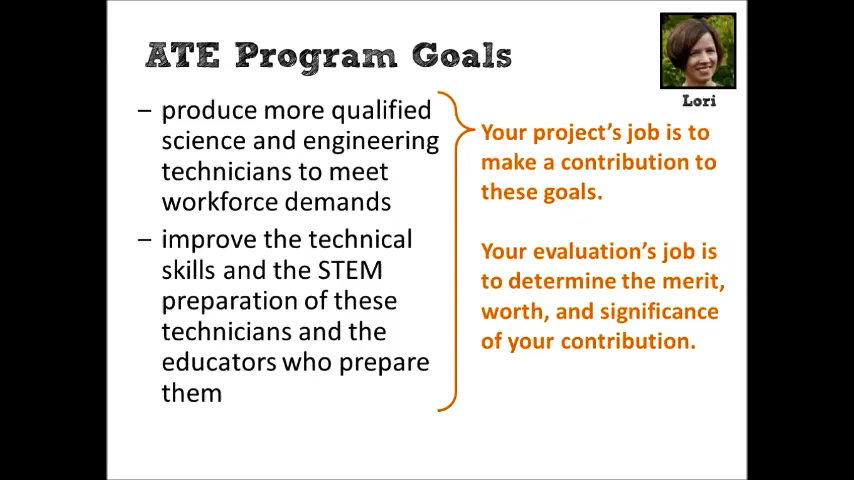 ATE Program Goals
Lori
– produce more qualified
science and engineering
technicians to meet
workforce demands
– improve the technical
skills and the STEM
preparation of these
technicians and the
educators who prepare
them
Your project's job is to
make a contribution to
these goals.
Your evaluation's job is
to determine the merit,
worth, and significance
of your contribution.